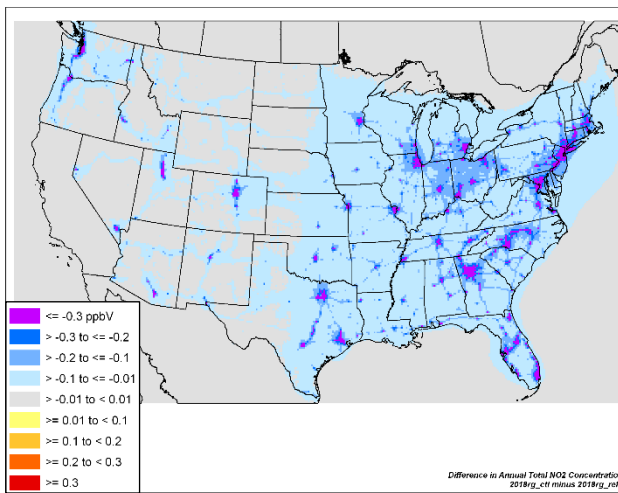 <= -0.3 ppbV
> -0.3 to <= -0.2
> -0.2 to <= -0.1
> -0.1 to <= -0.01
> -0.01 to < 0.01
>= 0.01 to < 0.1
>= 0.1 to < 0.2
>= 0.2 to < 0.3
>= 0.3
Difference in Annual Total NO2 Concentration
2018rg_ctl minus 2018rg_ref